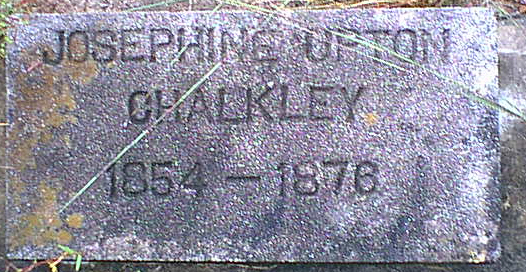 JOSEPHINE UPTON
CHALKLEY
1854 - 1876